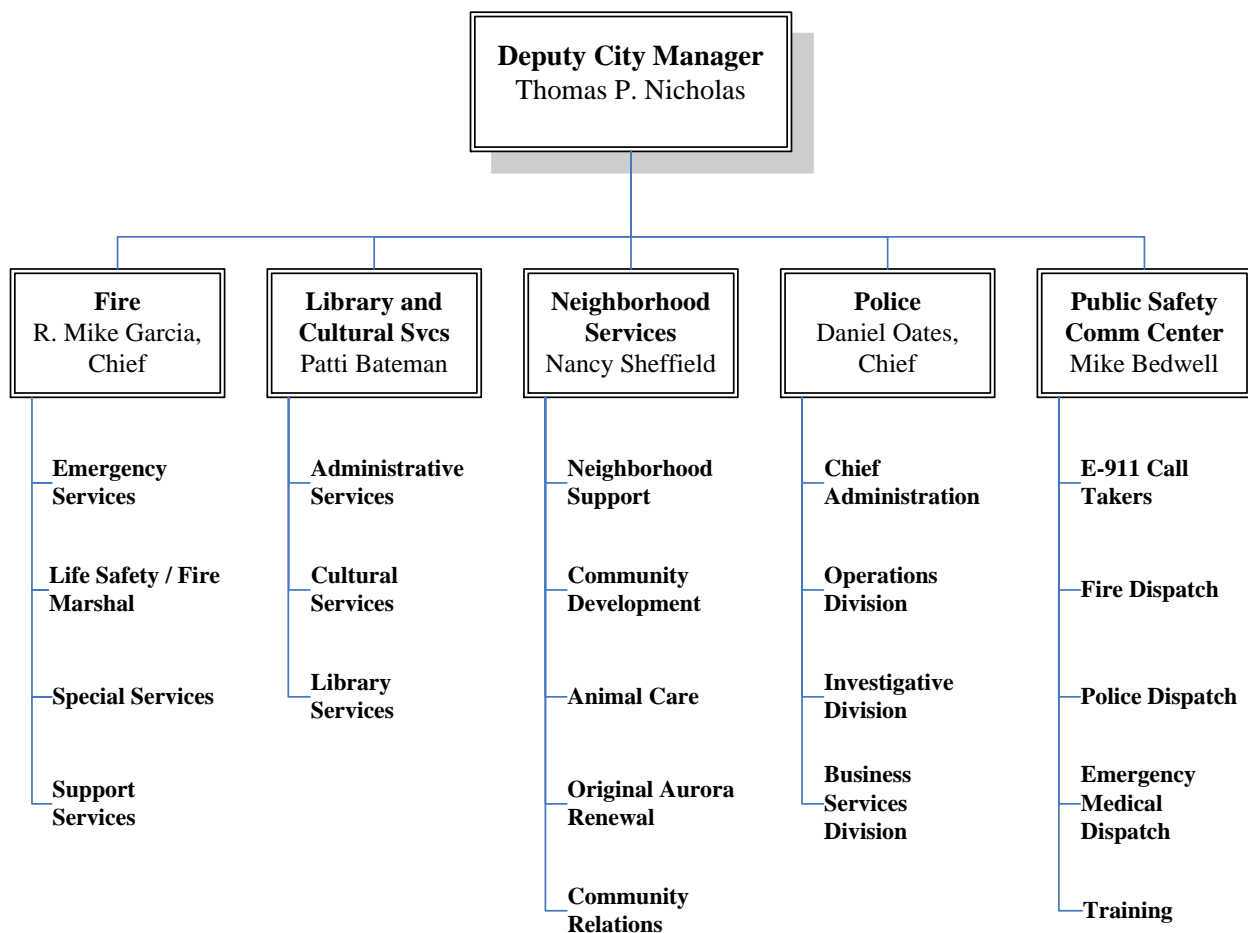 Deputy City Manager
Thomas P. Nicholas
Fire
R. Mike Garcia,
Chief
Emergency
Services
Life Safety / Fire
Marshal
Special Services
Support
Services
Library and
Cultural Svcs
Patti Bateman
Administrative
Services
Cultural
Services
Library
Services
Neighborhood
Services
Nancy Sheffield
Neighborhood
Support
Community
Development
Animal Care
Original Aurora
Renewal
Community
Relations
Police
Daniel Oates,
Chief
Chief
Administration
Operations
Division
Investigative
Division
Business
Services
Division
Public Safety
Comm Center
Mike Bedwell
E-911 Call
Takers
Fire Dispatch
Police Dispatch
Emergency
Medical
Dispatch
Training